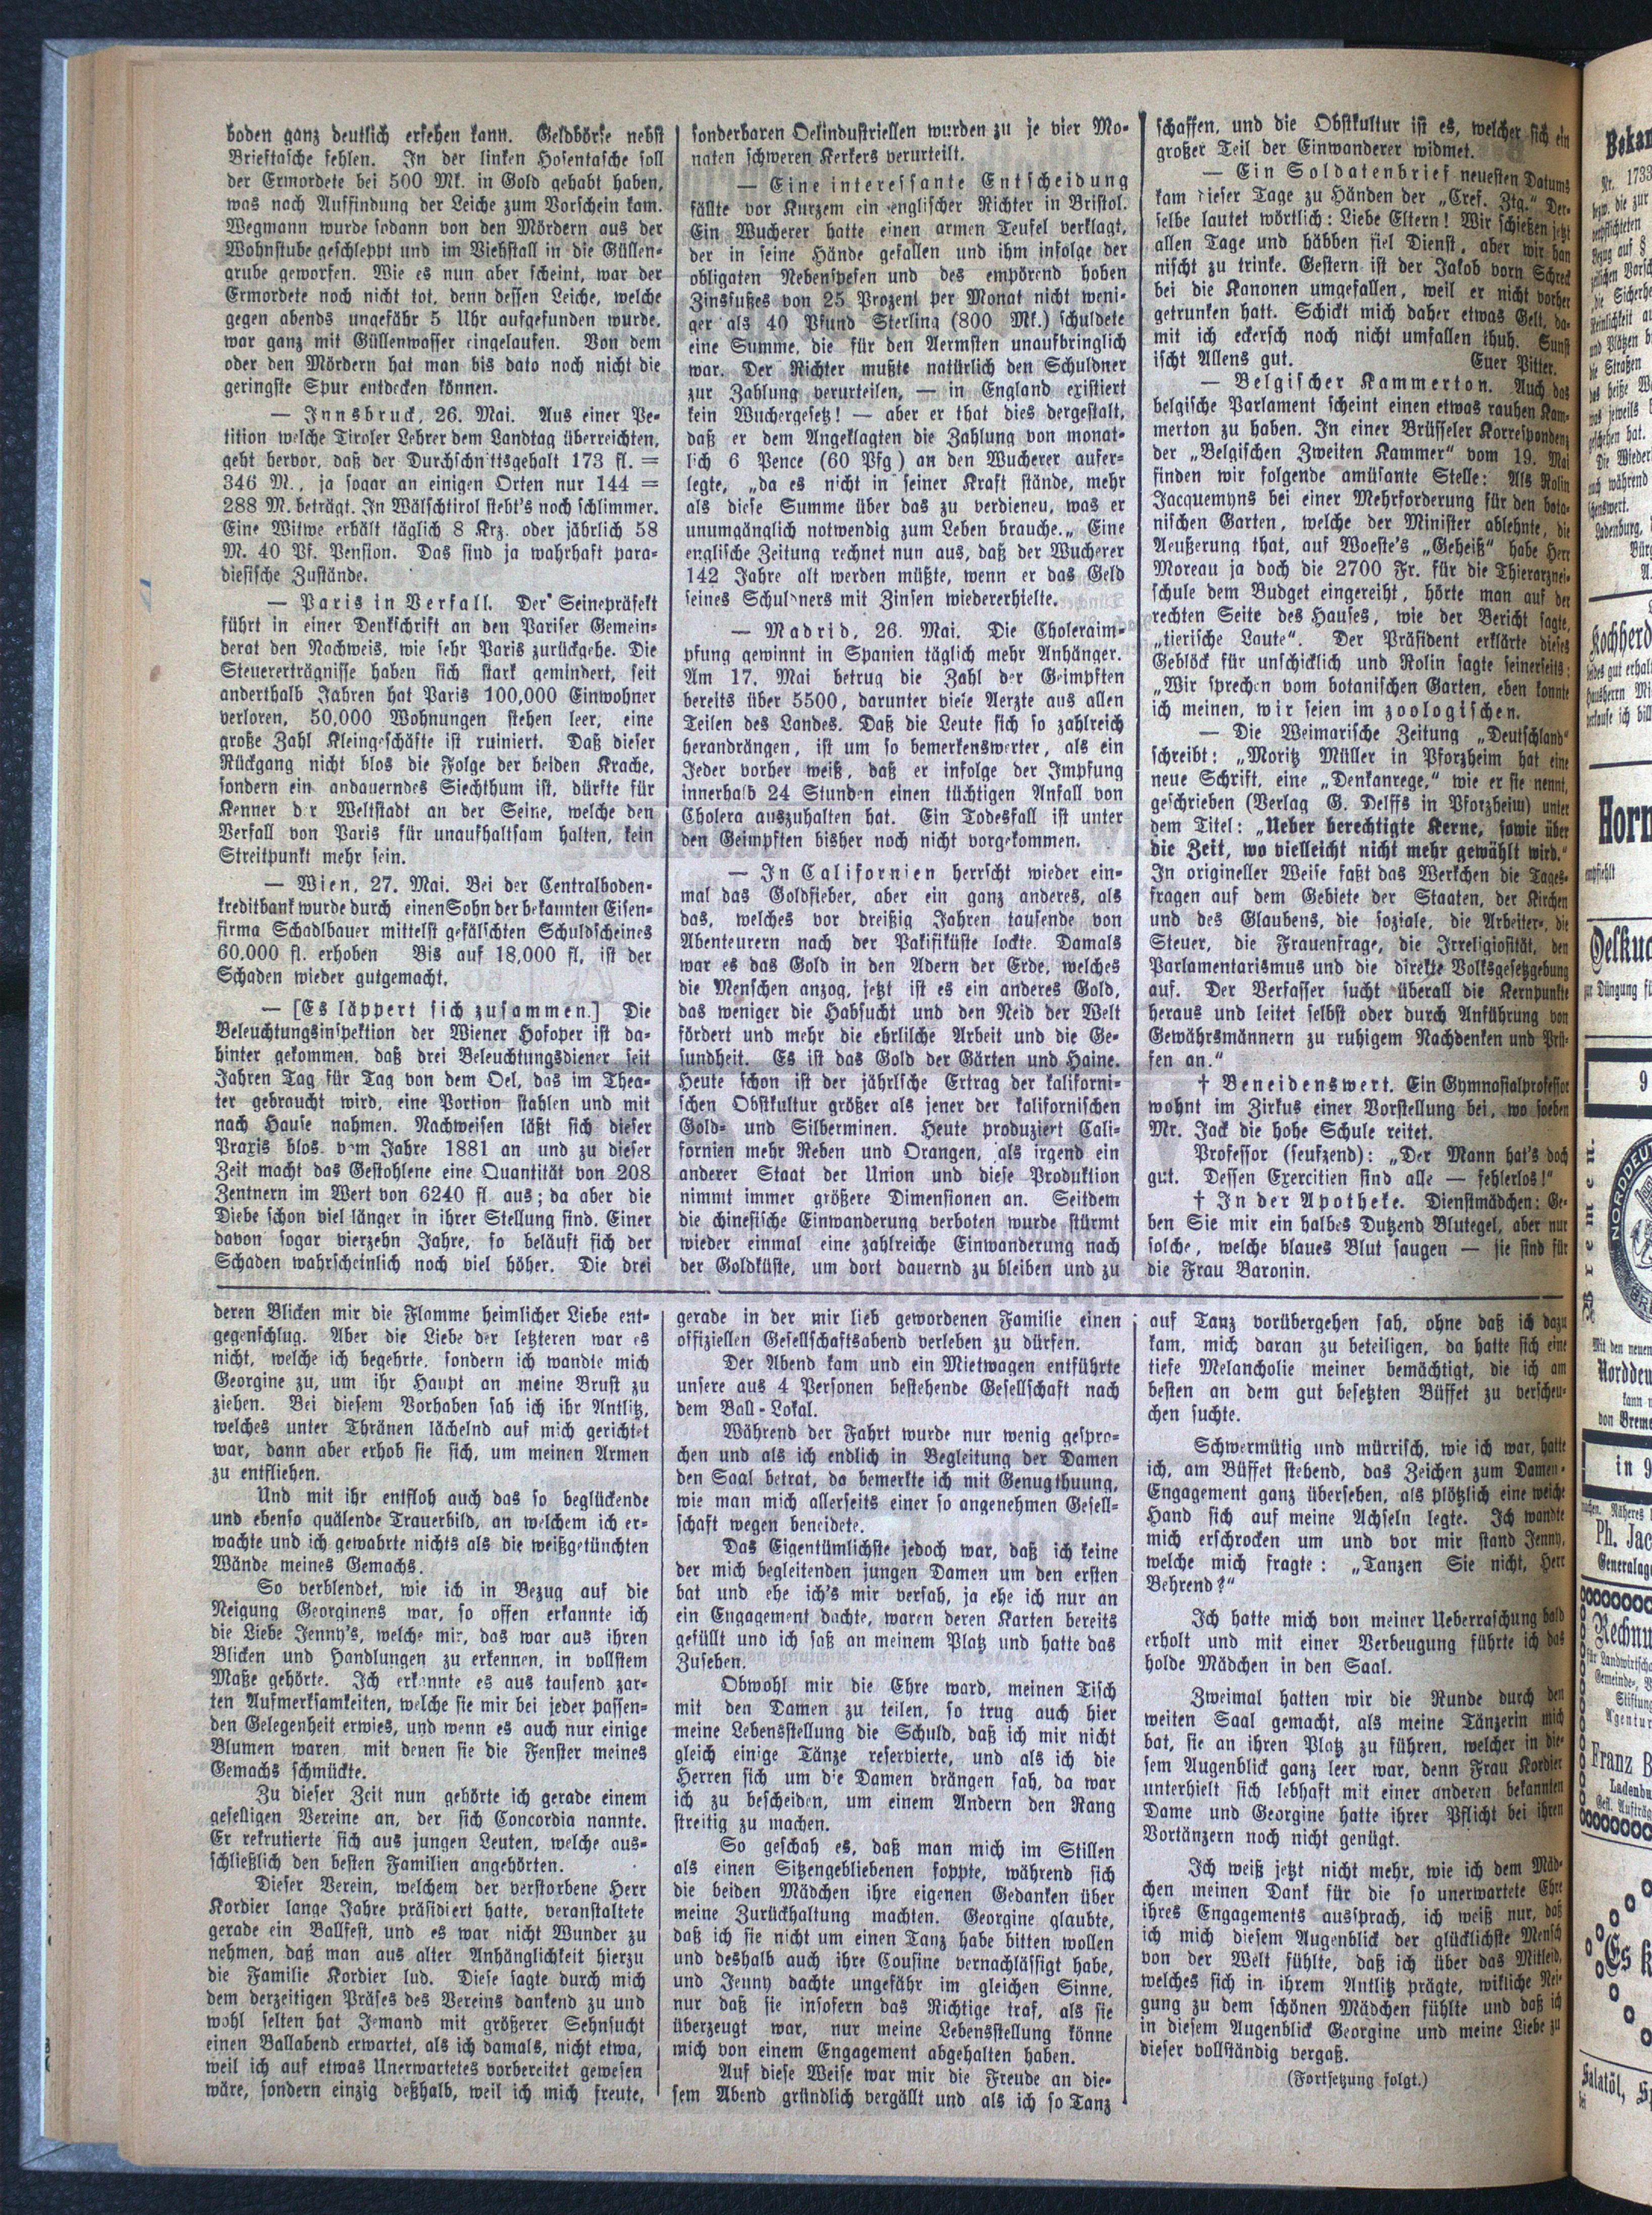 boden ganz deutlich ersehen kann. Geldbörse nebst
Brieftasche fehlen. In der linken Hosentasche soll
der Ermordete bei 500 Mk. in Gold gehabt haben,
was nach Auffindung der Leiche zum Vorschein kam.
Wegmann wurde sodann von den Mördern aus der
Wohnstube geschleppt und im Viehstall in die Güllen-
grube geworfen. Wie es nun aber scheint, war der
Ermordete noch nicht tot, denn dessen Leiche, welche
gegen abends ungefähr 5 Uhr aufgefunden wurde,
war ganz mit Güllenwasser eingelaufen. Von dem
oder den Mördern hat man bis dato noch nicht die
geringste Spur entdecken können.
— Innsbruck, 26. Mai. Aus einer Pe-
tition welche Tiroler Lehrer dem Landtag überreichten,
geht hervor, daß der Durchschnittsgehalt 173 fl. =
346 M., ja sogar an einigen Orten nur 144 =
288 M. beträgt. In Wälschtirol steht's noch schlimmer.
Eine Witwe erhält täglich 8 Krz. oder jährlich 58
M. 40 Pf. Pension. Das sind ja wahrhaft para-
diesische Zustände.
— Paris in Verfall. Der Seinepräfekt
führt in einer Denkschrift an den Pariser Gemein-
derat den Nachweis, wie sehr Paris zurückgehe. Die
Steuererträgnisse haben sich stark gemindert, seit
anderthalb Jahren hat Paris 100,000 Einwohner
verloren, 50,000 Wohnungen stehen leer, eine
große Zahl Kleingeschäfte ist ruiniert. Daß dieser
Rückgang nicht blos die Folge der beiden Krache,
sondern ein andauerndes Siechthum ist, dürfte für
Kenner der Weltstadt an der Seine, welche den
Verfall von Paris für unaufhaltsam halten, kein
Streitpunkt mehr sein.
— Wien, 27. Mai. Bei der Centralboden-
kreditbank wurde durch einen Sohn der bekannten Eisen-
firma Schadlbauer mittelst gefälschten Schuldscheines
60,000 fl. erhoben Bis auf 18,000 fl, ist der
Schaden wieder gutgemacht.
— [Es läppert sich zusammen.] Die
Beleuchtungsinspektion der Wiener Hofoper ist da-
hinter gekommen, daß drei Beleuchtungsdiener seit
Jahren Tag für Tag von dem Oel, das im Thea-
ter gebraucht wird, eine Portion stahlen und mit
nach Hause nahmen. Nachweisen läßt sich dieser
Praxis blos vom Jahre 1881 an und zu dieser
Zeit macht das Gestohlene eine Quantität von 208
Zentnern im Wert von 6240 fl aus; da aber die
Diebe schon viel länger in ihrer Stellung sind, Einer
davon sogar vierzehn Jahre, so beläuft sich der
Schaden wahrscheinlich noch viel höher. Die drei
sonderbaren Oelindustriellen wurden zu je vier Mo-
naten schweren Kerkers verurteilt.
— Eine interessante Entscheidung
fällte vor Kurzem ein englischer Richter in Bristol.
Ein Wucherer hatte einen armen Teufel verklagt,
der in seine Hände gefallen und ihm infolge der
obligaten Nebenspesen und des empörend hohen
Zinsfußes von 25 Prozent per Monat nicht weni-
ger als 40 Pfund Sterling (800 Mk.) schuldete
eine Summe, die für den Aermsten unaufbringlich
war. Der Richter mußte natürlich den Schuldner
zur Zahlung verurteilen, — in England existiert
kein Wuchergesetz! — aber er that dies dergestalt,
daß er dem Angeklagten die Zahlung von monat-
lich 6 Pence (60 Pfg) an den Wucherer aufer-
legte, „da es nicht in seiner Kraft stände, mehr
als diese Summe über das zu verdieneu, was er
unumgänglich notwendig zum Leben brauche.„ Eine
englische Zeitung rechnet nun aus, daß der Wucherer
142 Jahre alt werden müßte, wenn er das Geld
seines Schuldners mit Zinsen wiedererhielte.
— Madrid, 26. Mai. Die Choleraim-
pfung gewinnt in Spanien täglich mehr Anhänger.
Am 17. Mai betrug die Zahl der Geimpften
bereits über 5500, darunter viele Aerzte aus allen
Teilen des Landes. Daß die Leute sich so zahlreich
herandrängen, ist um so bemerkenswerter, als ein
Jeder vorher weiß, daß er infolge der Impfung
innerhalb 24 Stunden einen tüchtigen Anfall von
Cholera auszuhalten hat. Ein Todesfall ist unter
den Geimpften bisher noch nicht vorgekommen.
— In Californien herrscht wieder ein-
mal das Goldfieber, aber ein ganz anderes, als
das, welches vor dreißig Jahren tausende von
Abenteurern nach der Pakifiküste lockte. Damals
war es das Gold in den Adern der Erde, welches
die Menschen anzog, jetzt ist es ein anderes Gold,
das weniger die Habsucht und den Neid der Welt
fördert und mehr die ehrliche Arbeit und die Ge-
sundheit. Es ist das Gold der Gärten und Haine.
Heute schon ist der jährlsche Ertrag der kaliforni-
schen Obstkultur größer als jener der kalifornischen
Gold- und Silberminen. Heute produziert Cali-
fornien mehr Reben und Orangen, als irgend ein
anderer Staat der Union und diese Produktion
nimmt immer größere Dimensionen an. Seitdem
die chinesische Einwanderung verboten wurde stürmt
wieder einmal eine zahlreiche Einwanderung nach
der Goldküste, um dort dauernd zu bleiben und zu
schaffen, und die Obstkultur ist es, welcher sich ein
großer Teil der Einwanderer widmet.
— Ein Soldatenbrief neuesten Datums
kam dieser Tage zu Händen der „Cref. Ztg." Der-
selbe lautet wörtlich: Liebe Eltern! Wir schießen jetzt
allen Tage und häbben fiel Dienst, aber wir han
nischt zu trinke. Gestern ist der Jakob vorn Schreck
bei die Kanonen umgefallen, weil er nicht vorher
getrunken hatt. Schickt mich daher etwas Gelt, da-
mit ich eckersch noch nicht umfallen thuh. Sunst
ischt Allens gut. Euer Pitter.
— Belgischer Kammerton. Auch das
belgische Parlament scheint einen etwas rauhen Kam-
merton zu haben. In einer Brüsseler Korrespondenz
der „Belgischen Zweiten Kammer" vom 19. Mai
finden wir folgende amüsante Stelle: Als Rolin
Jacquemyns bei einer Mehrforderung für den bota-
nischen Garten, welche der Minister ablehnte, die
Aeußerung that, auf Woeste's „Geheiß" habe Herr
Moreau ja doch die 2700 Fr. für die Thierarznei-
schule dem Budget eingereiht, hörte man auf der
rechten Seite des Hauses, wie der Bericht sagte,
„tierische Laute". Der Präsident erklärte dieses
Geblöck für unschicklich und Rolin sagte seinerseits:
„Wir sprechen vom botanischen Garten, eben konnte
ich meinen, wir seien im zoologischen.
— Die Weimarische Zeitung „Deutschland"
schreibt: „Moritz Müller in Pforzheim hat eine
neue Schrift, eine „Denkanrege," wie er sie nennt,
geschrieben (Verlag G. Delffs in Pforzheim) unter
dem Titel: „Ueber berechtigte Kerne, sowie über
die Zeit, wo vielleicht nicht mehr gewählt wird."
In origineller Weise faßt das Werkchen die Tages-
fragen auf dem Gebiete der Staaten, der Kirchen
und des Glaubens, die soziale, die Arbeiter-, die
Steuer, die Frauenfrage, die Irreligiosität, den
Parlamentarismus und die direkte Volksgesetzgebung
auf. Der Verfasser sucht überall die Kernpunkte
heraus und leitet selbst oder durch Anführung von
Gewährsmännern zu ruhigem Nachdenken und Prü-
fen an."
† Beneidenswert. Ein Gymnasialprofessor
wohnt im Zirkus einer Vorstellung bei, wo soeben
Mr. Jack die hohe Schule reitet.
Professor (seufzend): „Der Mann hat's doch
gut. Dessen Exercitien sind alle — fehlerlos!"
† In der Apotheke. Dienstmädchen: Ge-
ben Sie mir ein halbes Dutzend Blutegel, aber nur
solche, welche blaues Blut saugen — sie sind für
die Frau Baronin.
deren Blicken mir die Flamme heimlicher Liebe ent-
gegenschlug. Aber die Liebe der letzteren war es
nicht, welche ich begehrte, sondern ich wandte mich
Georgine zu, um ihr Haupt an meine Brust zu
ziehen. Bei diesem Vorhaben sah ich ihr Antlitz,
welches unter Thränen lächelnd auf mich gerichtet
war, dann aber erhob sie sich, um meinen Armen
zu entfliehen.
Und mit ihr entfloh auch das so beglückende
und ebenso quälende Trauerbild, an welchem ich er-
wachte und ich gewahrte nichts als die weißgetünchten
Wände meines Gemachs.
So verblendet, wie ich in Bezug auf die
Neigung Georginens war, so offen erkannte ich
die Liebe Jenny's, welche mir, das war aus ihren
Blicken und Handlungen zu erkennen, in vollstem
Maße gehörte. Ich erkannte es aus tausend zar-
ten Aufmerksamkeiten, welche sie mir bei jeder passen-
den Gelegenheit erwies, und wenn es auch nur einige
Blumen waren, mit denen sie die Fenster meines
Gemachs schmückte.
Zu dieser Zeit nun gehörte ich gerade einem
geselligen Vereine an, der sich Concordia nannte.
Er rekrutierte sich aus jungen Leuten, welche aus-
schließlich den besten Familien angehörten.
Dieser Verein, welchem der verstorbene Herr
Kordier lange Jahre präsidiert hatte, veranstaltete
gerade ein Ballfest, und es war nicht Wunder zu
nehmen, daß man aus alter Anhänglichkeit hierzu
die Familie Kordier lud. Diese sagte durch mich
dem derzeitigen Präses des Vereins dankend zu und
wohl selten hat Jemand mit größerer Sehnsucht
einen Ballabend erwartet, als ich damals, nicht etwa,
weil ich auf etwas Unerwartetes vorbereitet gewesen
wäre, sondern einzig deßhalb, weil ich mich freute,
gerade in der mir lieb gewordenen Familie einen
offiziellen Gesellschaftsabend verleben zu dürfen.
Der Abend kam und ein Mietwagen entführte
unsere aus 4 Personen bestehende Gesellschaft nach
dem Ball-Lokal.
Während der Fahrt wurde nur wenig gespro-
chen und als ich endlich in Begleitung der Damen
den Saal betrat, da bemerkte ich mit Genugthuung,
wie man mich allerseits einer so angenehmen Gesell-
schaft wegen beneidete.
Das Eigentümlichste jedoch war, daß ich keine
der mich begleitenden jungen Damen um den ersten
bat und ehe ich's mir versah, ja ehe ich nur an
ein Engagement dachte, waren deren Karten bereits
gefüllt und ich saß an meinem Platz und hatte das
Zusehen.
Obwohl mir die Ehre ward, meinen Tisch
mit den Damen zu teilen, so trug auch hier
meine Lebensstellung die Schuld, daß ich mir nicht
gleich einige Tänze reservierte, und als ich die
Herren sich um die Damen drängen sah, da war
ich zu bescheiden, um einem Andern den Rang
streitig zu machen.
So geschah es, daß man mich im Stillen
als einen Sitzengebliebenen foppte, während sich
die beiden Mädchen ihre eigenen Gedanken über
meine Zurückhaltung machten. Georgine glaubte,
daß ich sie nicht um einen Tanz habe bitten wollen
und deshalb auch ihre Cousine vernachlässigt habe,
und Jenny dachte ungefähr im gleichen Sinne,
nur daß sie insofern das Richtige traf, als sie
überzeugt war, nur meine Lebensstellung könne
mich von einem Engagement abgehalten haben.
Auf diese Weise war mir die Freude an die-
sem Abend gründlich vergällt und als ich so Tanz
auf Tanz vorübergehen sah, ohne daß ich dazu
kam, mich daran zu beteiligen, da hatte sich eine
tiefe Melancholie meiner bemächtigt, die ich am
besten an dem gut besetzten Büffet zu verscheu-
chen suchte.
Schwermütig und mürrisch, wie ich war, hatte
ich, am Büffet stehend, das Zeichen zum Damen-
Engagement ganz übersehen, als plötzlich eine weiche
Hand sich auf meine Achseln legte. Ich wandte
mich erschrocken um und vor mir stand Jenny,
welche mich fragte: „Tanzen Sie nicht, Herr
Behrend?"
Ich hatte mich von meiner Ueberraschung bald
erholt und mit einer Verbeugung führte ich das
holde Mädchen in den Saal.
Zweimal hatten wir die Runde durch den
weiten Saal gemacht, als meine Tänzerin mich
bat, sie an ihren Platz zu führen, welcher in die-
sem Augenblick ganz leer war, denn Frau Kordier
unterhielt sich lebhaft mit einer anderen bekannten
Dame und Georgine hatte ihrer Pflicht bei ihren
Vortänzern noch nicht genügt.
Ich weiß jetzt nicht mehr, wie ich dem Mäd-
chen meinen Dank für die so unerwartete Ehre
ihres Engagements aussprach, ich weiß nur, daß
ich mich diesem Augenblick der glücklichste Mensch
von der Welt fühlte, daß ich über das Mitleid,
welches sich in ihrem Antlitz prägte, wikliche Nei-
gung zu dem schönen Mädchen fühlte und daß ich
in diesem Augenblick Georgine und meine Liebe zu
dieser vollständig vergaß.
(Fortsetzung folgt.)
Nr. 1733
bezw. die zur
Bezug auf §
die Straßen
was jeweils
Die Wieder
auch während
Ladenburg,
Kochherd
Horn
empfiehlt
Oelkuc
zur Düngung
9
NORDDEU
Bremen.
Mit den neuen
Norddeu
kann
von Breme
in 9
machen. Näheres
Ph. Jac
Generalage
Rechnu
für Landwirtsch
Gemeinde-,
Stiftung
Agentur
Franz B
Ladenbu
Gefl. Aufträg
Es k
Salatöl,
bei